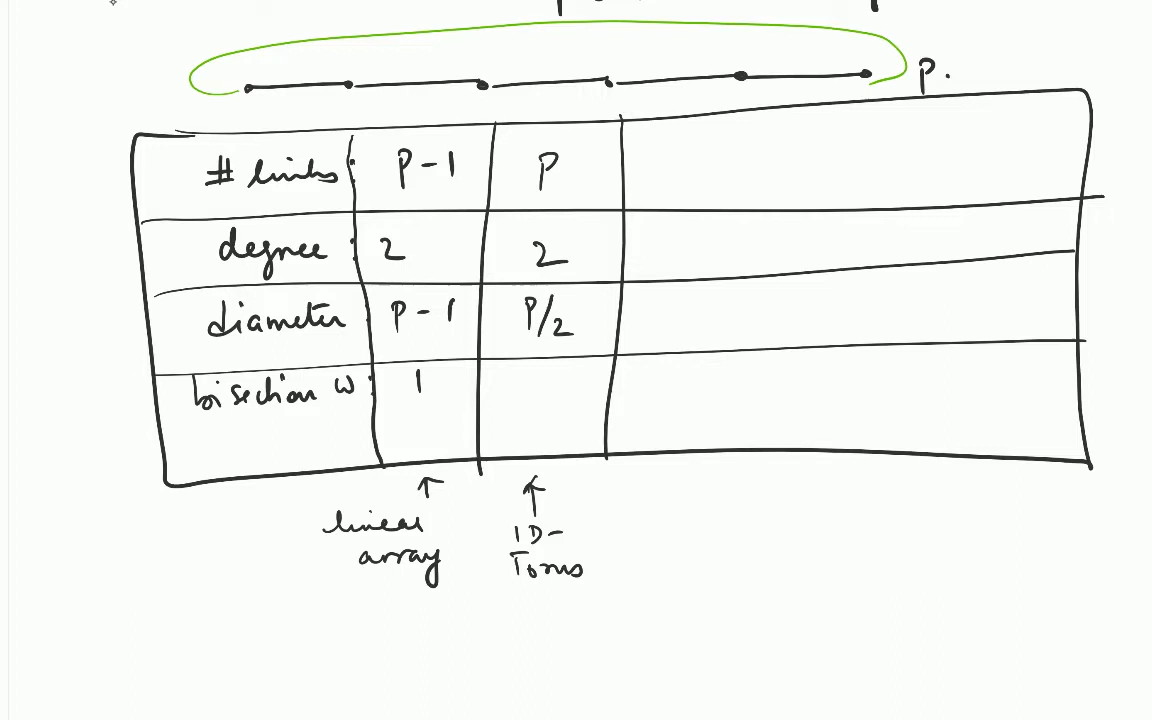 P.
# links : P-1 P
degree : 2 2
diameter P-1 P/2
bisection w : 1
linear array
1D-Torus